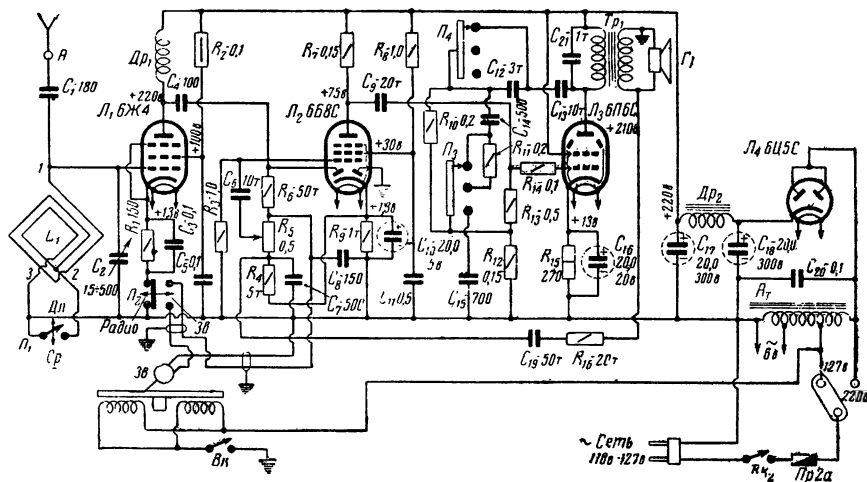 А
C₁-180
Др₁
+220в
C₄-100
Л₁ 6Ж4
R₂-0,1
+110в
1
L₁
3
2
Дл
П₁
Ср
C₂
15÷500
R₁-150
+1,3в
C₃-0,1
C₅-0,1
П₂
Радио
Зв
R₃-1,0
C₆-10т
R₆-50т
R₅
0,5
R₄
5т
C₇-500
Зв
Вк
R₇-0,15
+75в
Л₂ 6Б8С
R₈-1,0
C₉-20т
+30в
+1,9в
R₉-1т
C₈-150
C₁₀-20,0
5в
C₁₁-0,5
П₄
R₁₀-0,2
C₁₂-3т
C₁₄-500
П₃
R₁₁-0,2
R₁₃-0,5
R₁₂
0,15
C₁₅-700
C₂₁-1т
Тр₁
Г₁
C₁₃-10т
Л₃ 6П6С
+210в
R₁₄-0,1
+13в
R₁₅
270
C₁₆
20,0
20в
C₁₉-50т
R₁₆-20т
+220в
Др₂
C₁₇
20,0
300в
C₁₈-20,0
300в
Л₄ 6Ц5С
C₂₀-0,1
Ат
6в
127в
220в
~ Сеть
110в-127в
Вк₂
Пр2а